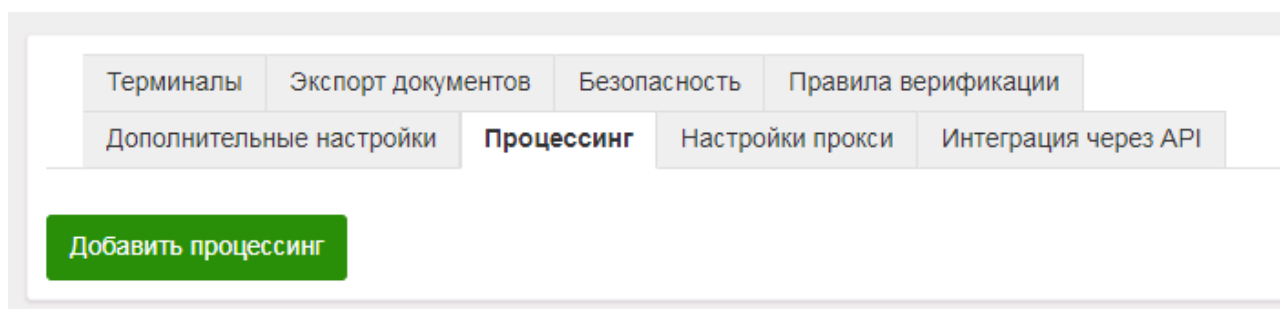 Терминалы Экспорт документов Безопасность Правила верификации
Дополнительные настройки Процессинг Настройки прокси Интеграция через API
Добавить процессинг